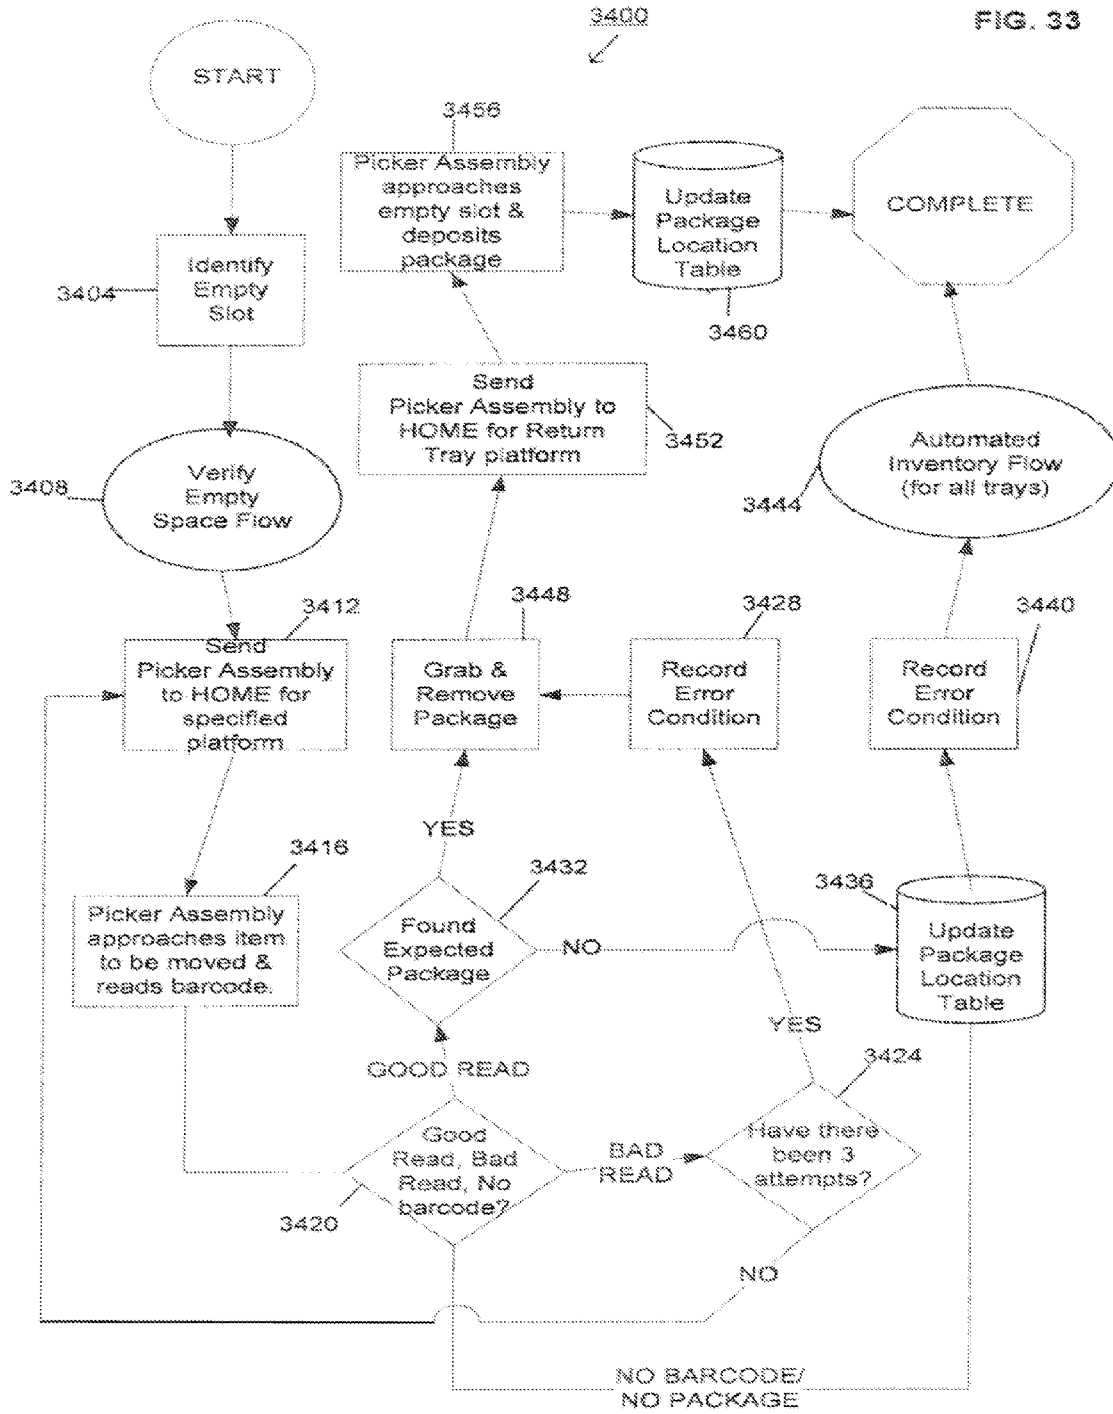 3400
FIG. 33
START
3456
Picker Assembly
approaches
empty slot &
deposits
package
Update
Package
Location
Table
3460
COMPLETE
3404
Identify
Empty
Slot
Send
Picker Assembly to
HOME for Return
Tray platform
3452
3408
Verify
Empty
Space Flow
Automated
Inventory Flow
(for all trays)
3444
3412
Send
Picker Assembly
to HOME for
specified
platform
3448
Grab &
Remove
Package
3428
Record
Error
Condition
3440
Record
Error
Condition
YES
3416
Picker Assembly
approaches item
to be moved &
reads barcode.
3432
Found
Expected
Package
NO
3436
Update
Package
Location
Table
YES
GOOD READ
3424
Have there
been 3
attempts?
Good
Read, Bad
Read, No
barcode?
3420
BAD
READ
NO
NO BARCODE/
NO PACKAGE